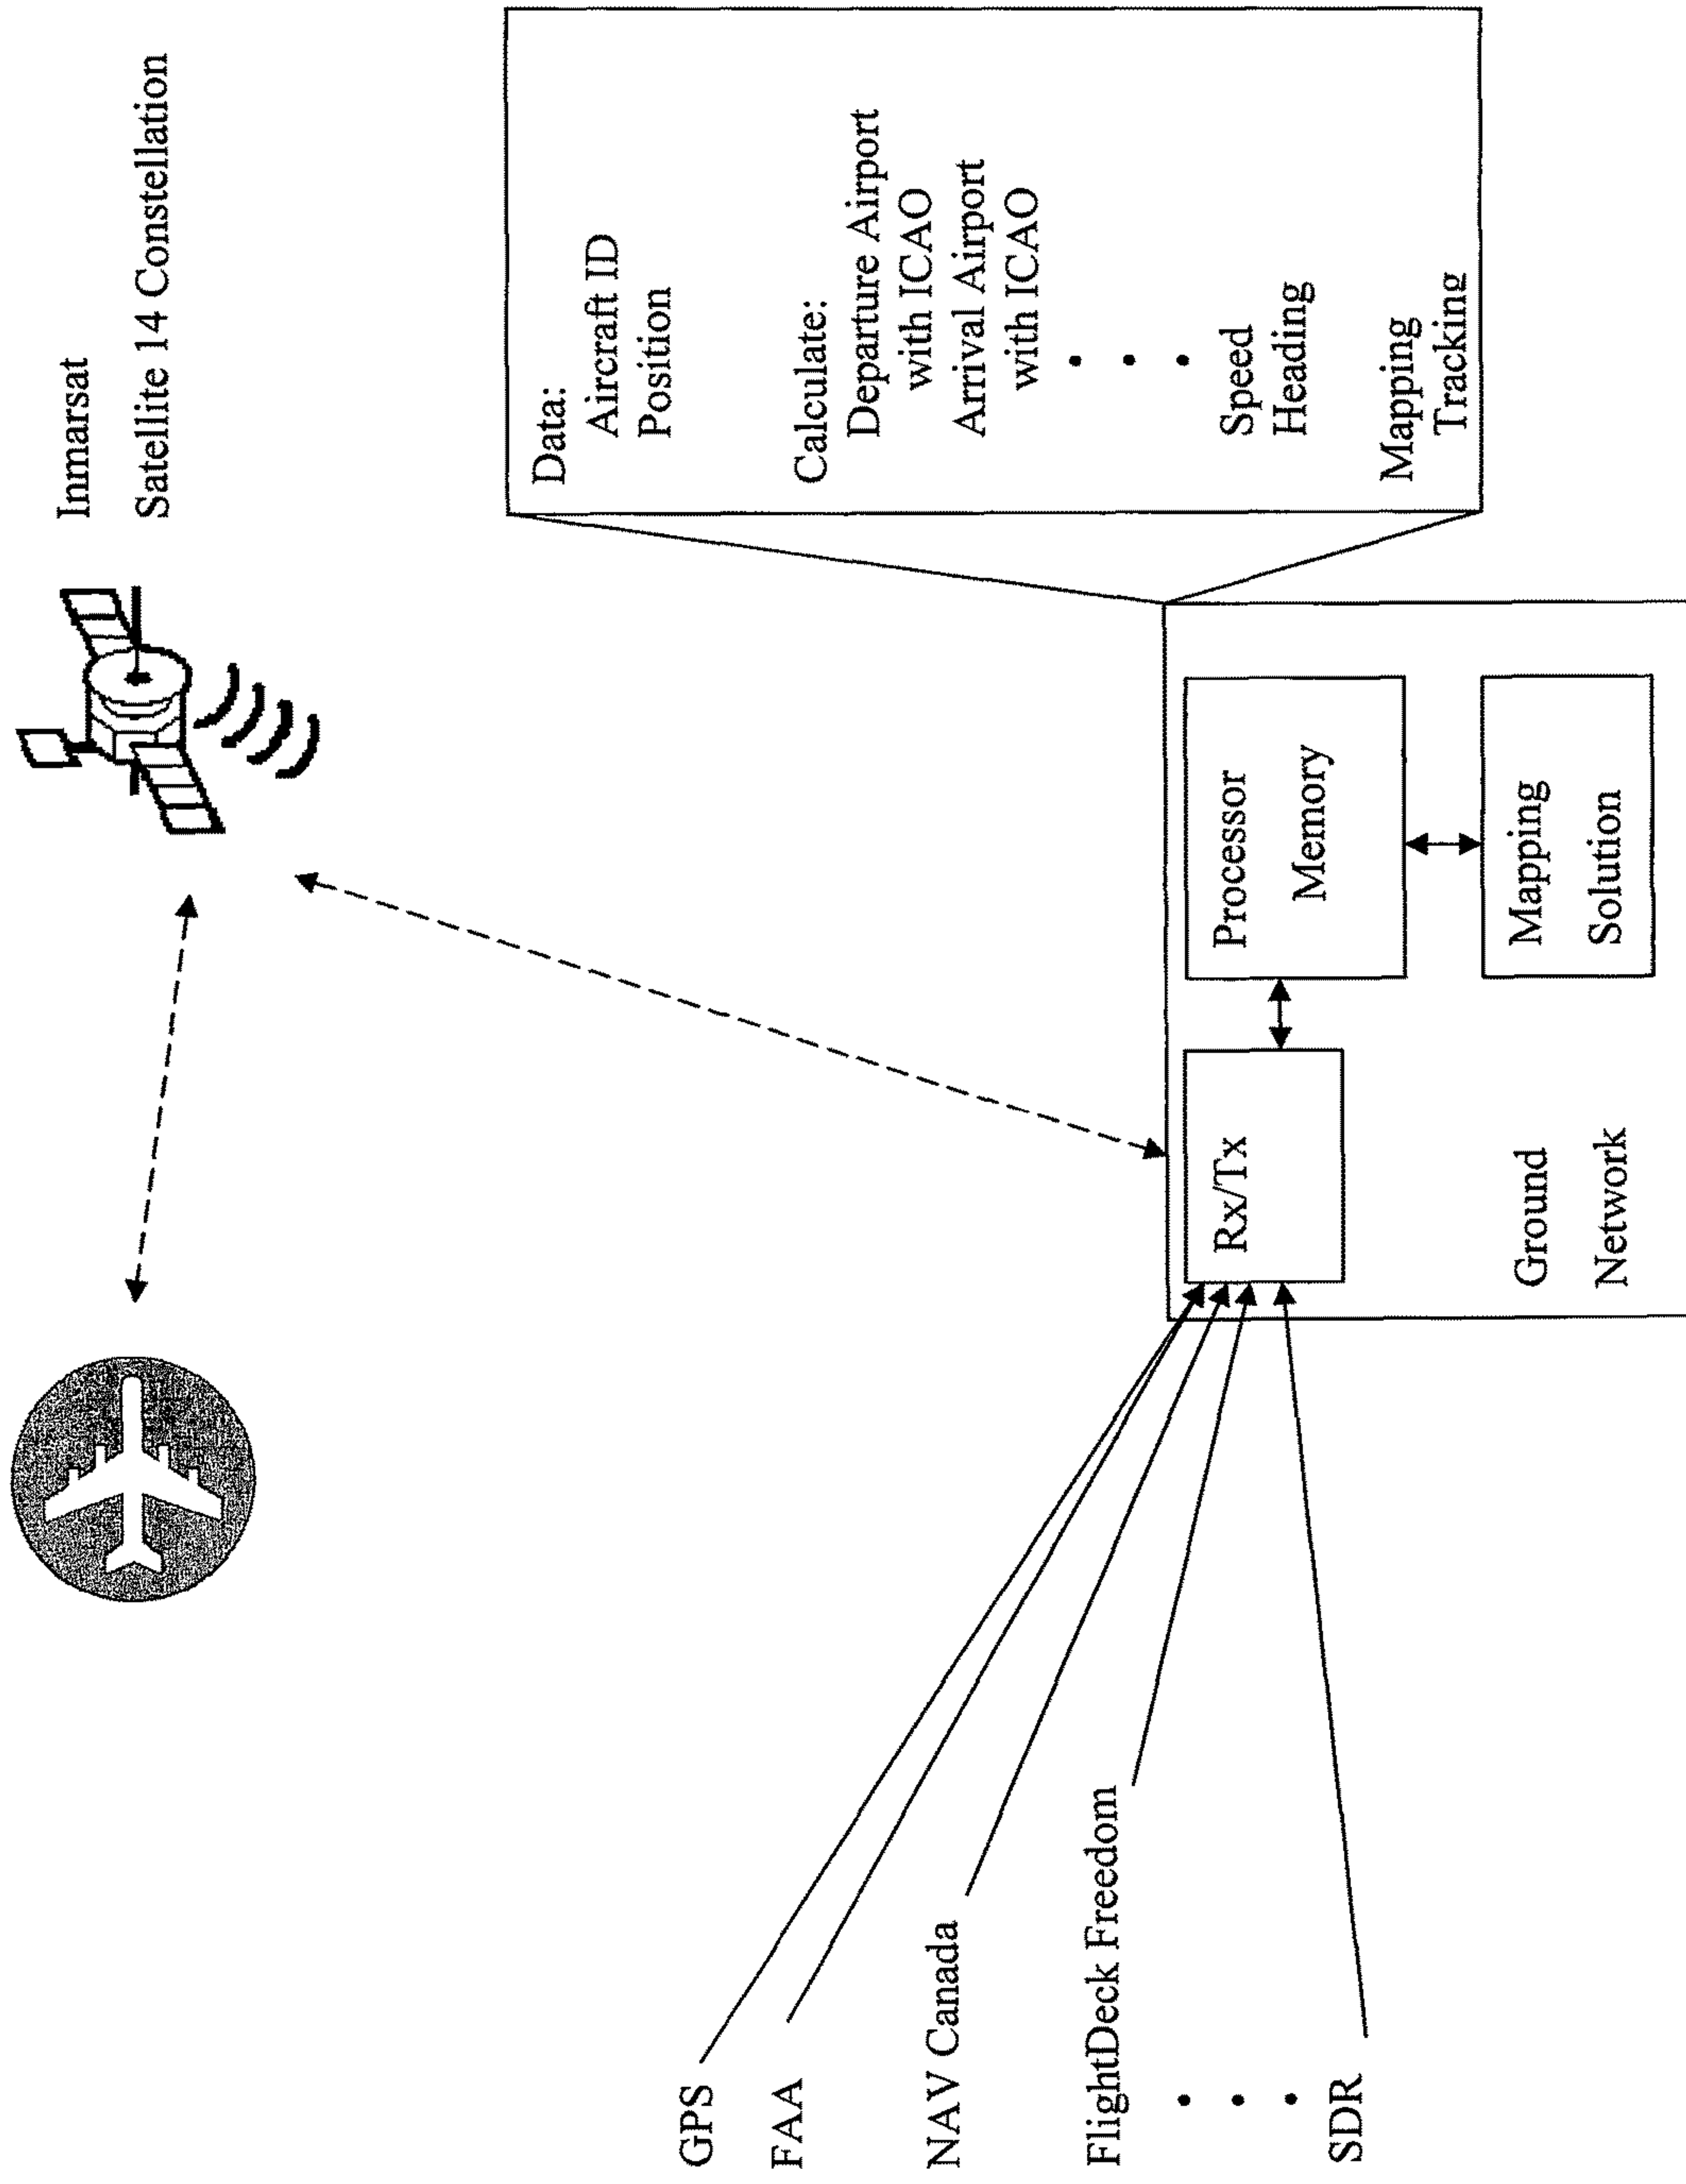 Inmarsat
Satellite 14 Constellation
Data:
Aircraft ID
Position
Calculate:
Departure Airport
with ICAO
Arrival Airport
with ICAO
Speed
Heading
Mapping
Tracking
GPS
FAA
NAV Canada
FlightDeck Freedom
SDR
Rx/Tx
Processor
Memory
Mapping
Solution
Ground
Network